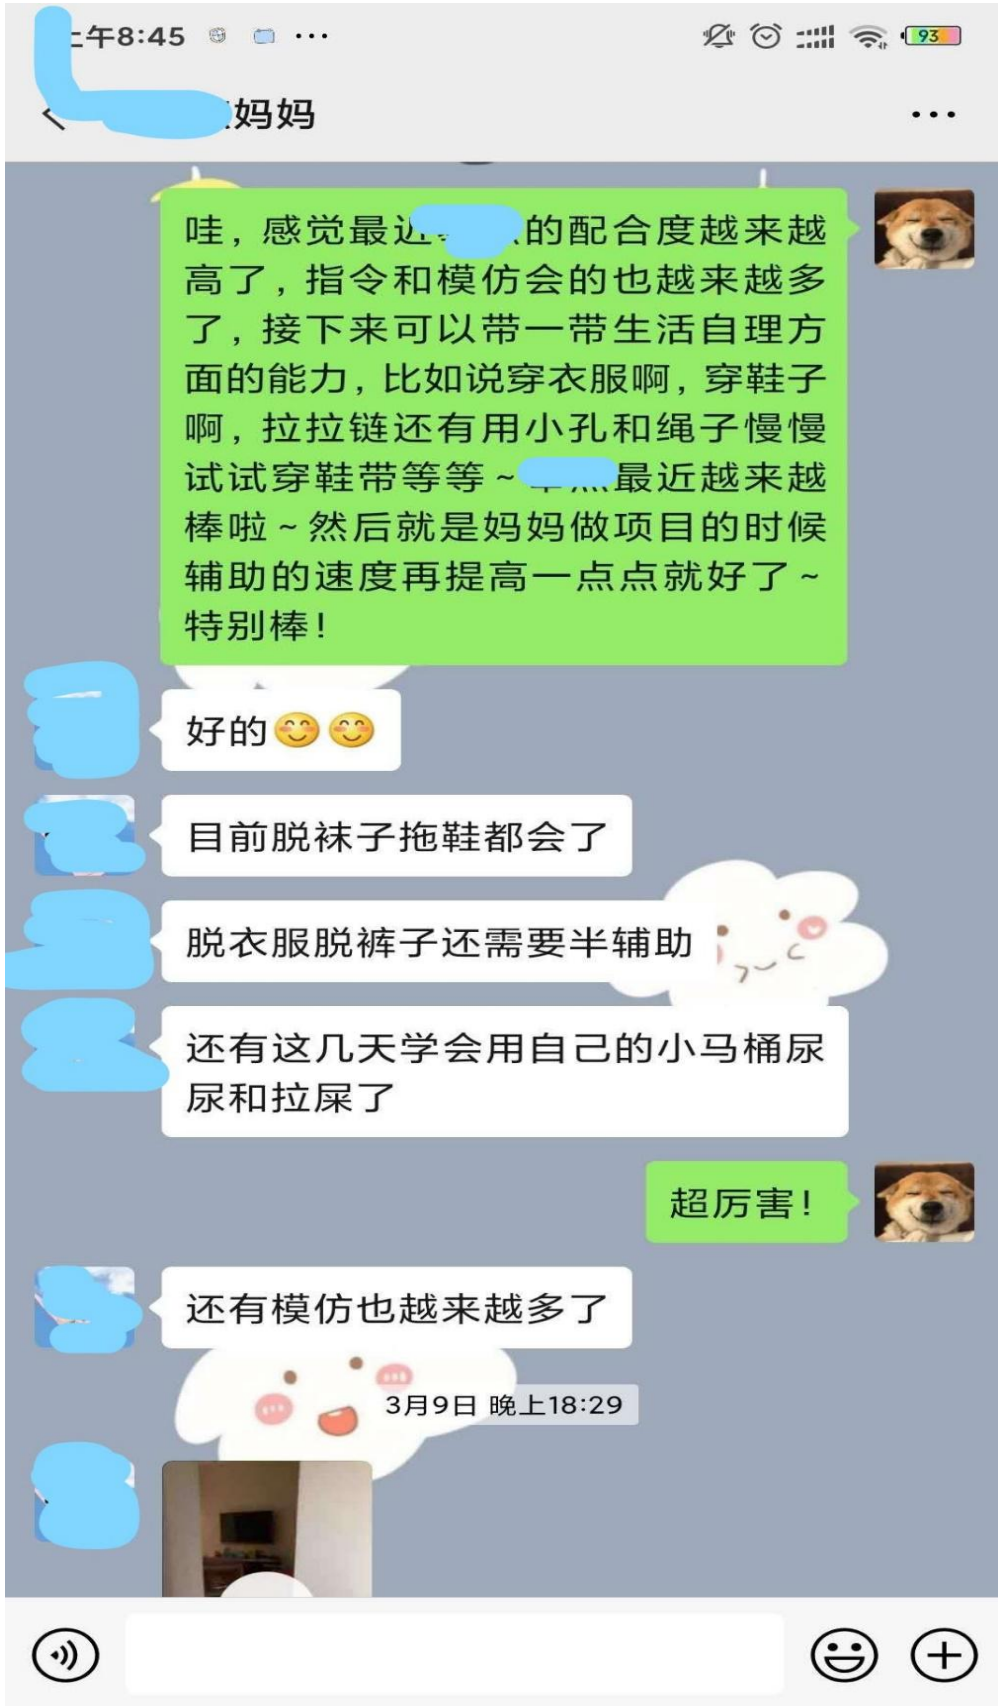 上午8:45
93
妈妈
哇，感觉最近的配合度越来越
高了，指令和模仿会的也越来越多
了，接下来可以带一带生活自理方
面的能力，比如说穿衣服啊，穿鞋子
啊，拉拉链还有用小孔和绳子慢慢
试试穿鞋带等等~最近越来越
棒啦~然后就是妈妈做项目的时候
辅助的速度再提高一点点就好了~
特别棒！
好的😊😊
目前脱袜子拖鞋都会了
脱衣服脱裤子还需要半辅助
还有这几天学会用自己的小马桶尿
尿和拉屎了
超厉害！
还有模仿也越来越多了
3月9日 晚上18:29